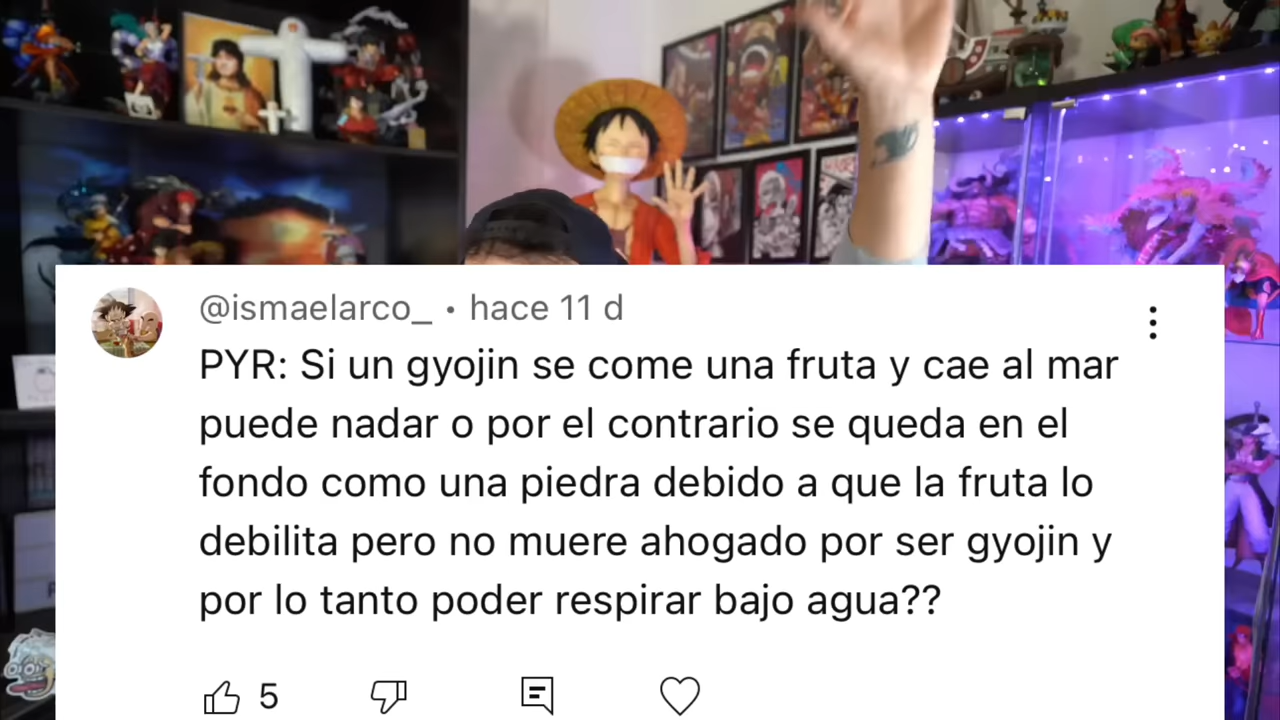 @ismaelarco_ • hace 11 d
PYR: Si un gyojin se come una fruta y cae al mar
puede nadar o por el contrario se queda en el
fondo como una piedra debido a que la fruta lo
debilita pero no muere ahogado por ser gyojin y
por lo tanto poder respirar bajo agua??
5